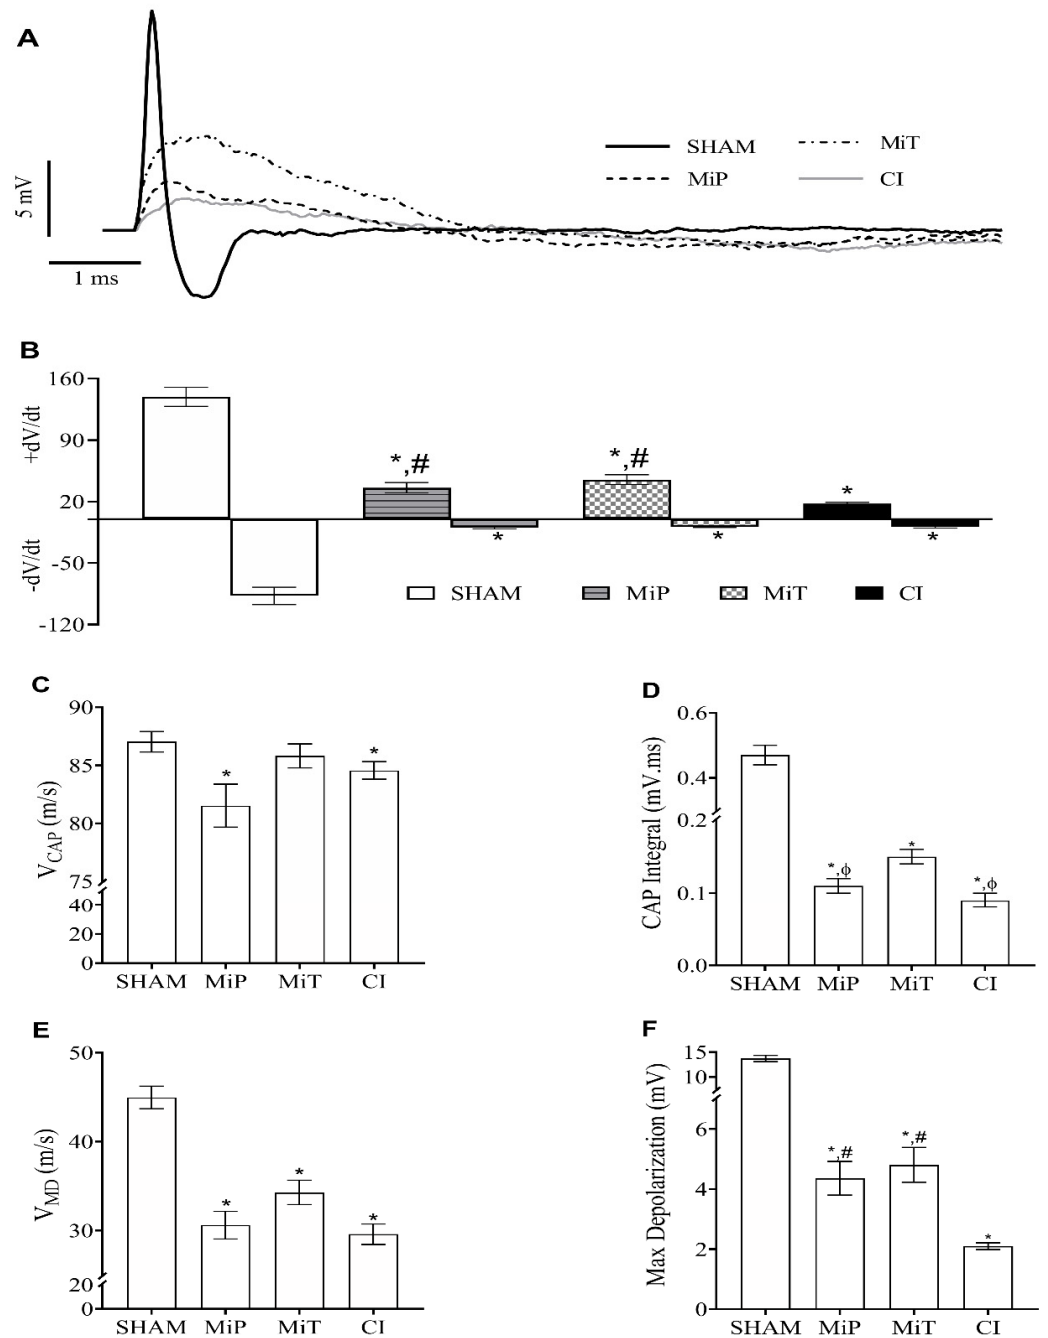 A
5 mV
1 ms
SHAM
MiT
MiP
CI
B
+dV/dt
-dV/dt
160
90
20
-50
-120
*,#
*
*,#
*
*
*
SHAM
MiP
MiT
CI
C
V_CAP (m/s)
90
85
80
75
40
20
0
*
*
SHAM MiP MiT CI
D
CAP Integral (mV.ms)
0.6
0.4
0.2
0.1
0.0
*,ϕ
*
*,ϕ
SHAM MiP MiT CI
E
V_MD (m/s)
50
40
30
20
0
*
*
*
SHAM MiP MiT CI
F
Max Depolarization (mV)
15
10
6
4
2
0
*,#
*,#
*
SHAM MiP MiT CI